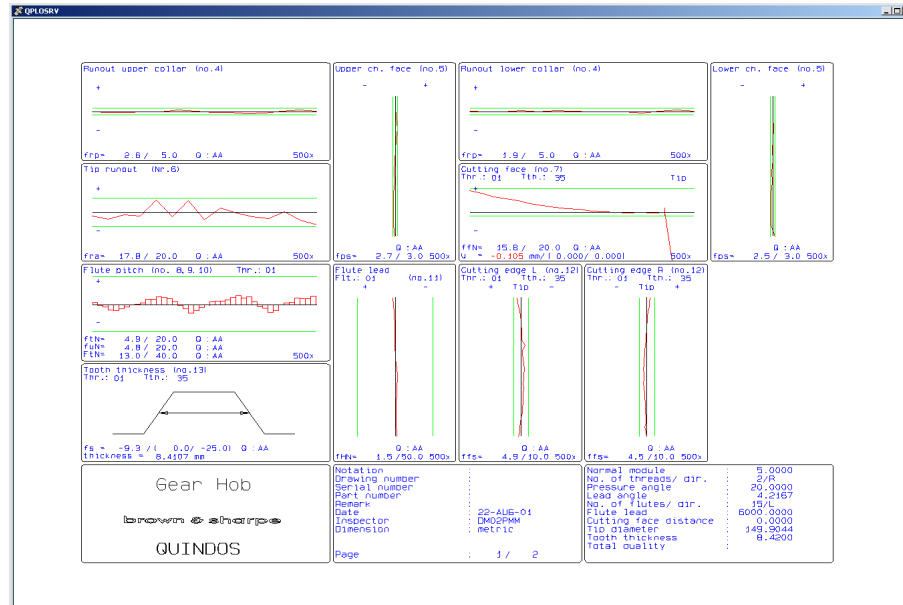 QPLOSRV
Runout upper collar (no.4)
+
-
frp= 2.6 / 5.0 Q : AA 500x
Upper ch. face (no.5)
- +
Q : AA
fps= 2.7 / 3.0 500x
Runout lower collar (no.4)
+
-
frp= 1.9 / 5.0 Q : AA 500x
Lower ch. face (no.5)
- +
Q : AA
fps= 2.5 / 3.0 500x
Tip runout (Nr.6)
+
-
fra= 17.8 / 20.0 Q : AA 500x
Cutting face (no.7)
Thr.: 01 Tth.: 35 Tip
+
-
ffN= 15.8 / 20.0 Q : AA
u = -0.105 mm/( 0.000/ 0.000) 500x
Flute pitch (no. 8,9,10) Thr.: 01
+
-
ftN= 4.9 / 20.0 Q : AA
fuN= 4.8 / 20.0 Q : AA
FtN= 13.0 / 40.0 Q : AA 500x
Flute lead
Flt.: 01 (no.11)
+ -
Q : AA
fHN= 1.5 /50.0 500x
Cutting edge L (no.12)
Thr.: 01 Tth.: 35
+ Tip -
Q : AA
ffs= 4.9 /10.0 500x
Cutting edge R (no.12)
Thr.: 01 Tth.: 35
- Tip +
Q : AA
ffs= 4.5 /10.0 500x
Tooth thickness (no.13)
Thr.: 01 Tth.: 35
fs = -9.3 /( 0.0/ -25.0) Q :AA
thickness = 8.4107 mm
Gear Hob
brown & sharpe
QUINDOS
Notation :
Drawing number :
Serial number :
Part number :
Remark :
Date : 22-AUG-01
Inspector : DM02PMM
Dimension : metric
Page : 1 / 2
Normal module : 5.0000
No. of threads/ dir. : 2/R
Pressure angle : 20.0000
Lead angle : 4.2167
No. of flutes/ dir. : 15/L
Flute lead : 6000.0000
Cutting face distance : 0.0000
Tip diameter : 149.9044
Tooth thickness : 8.4200
Total quality :